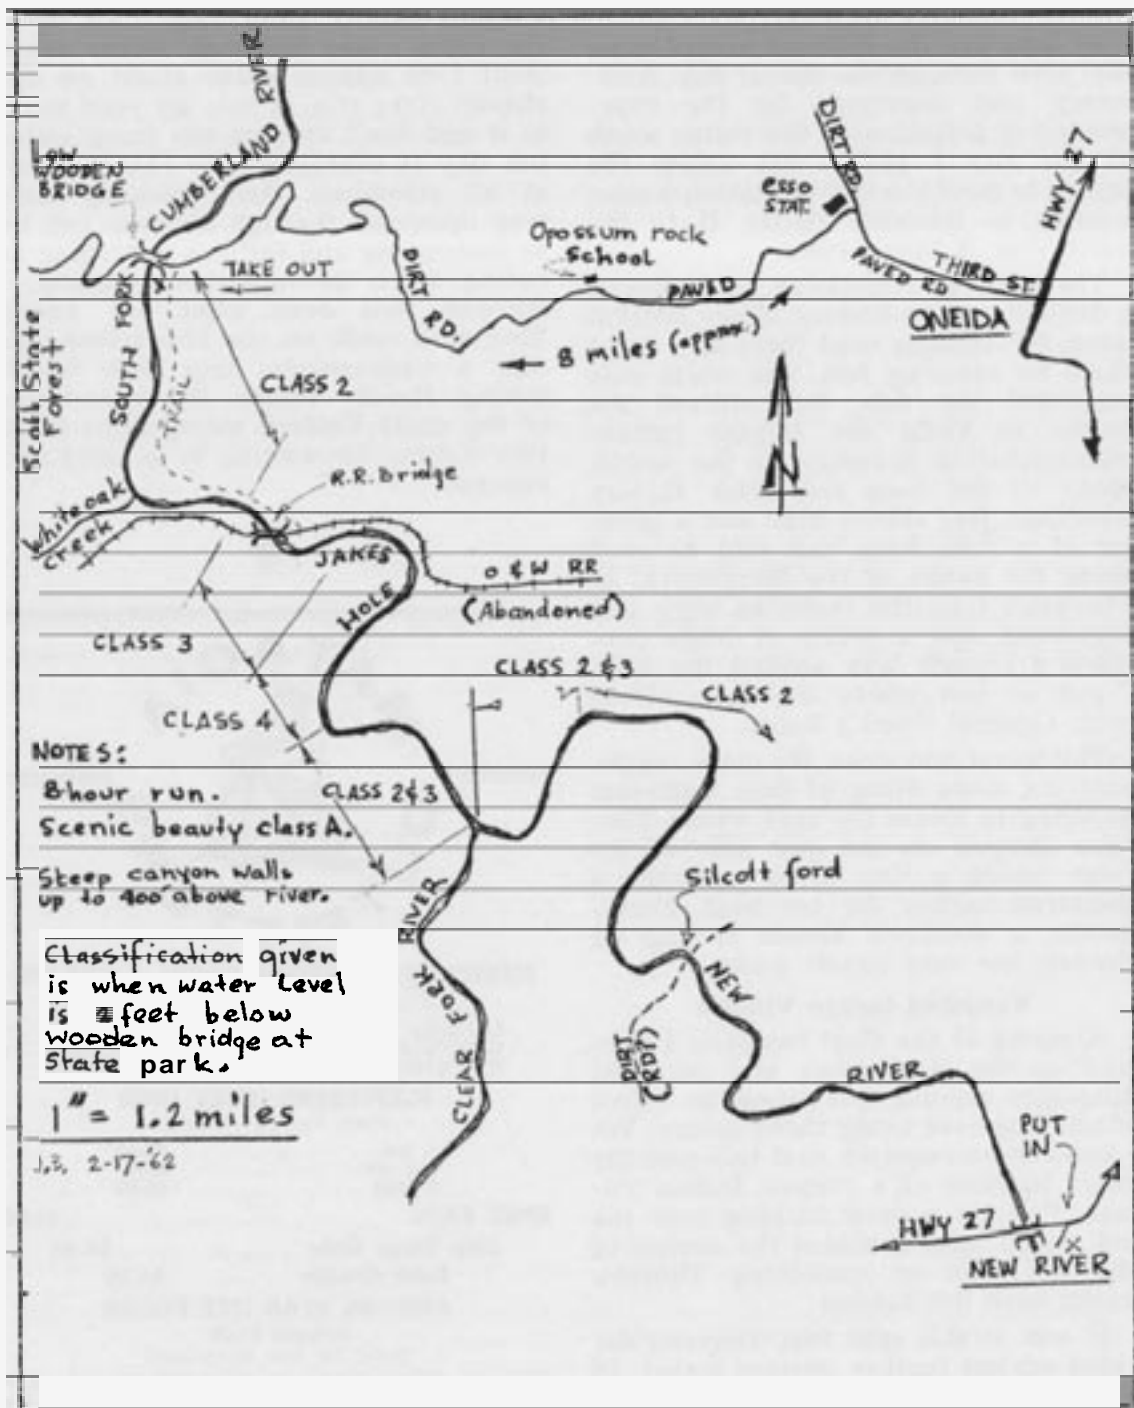 CUMBERLAND RIVER
LOW
WOODEN
BRIDGE
DIRT RD.
HWY 27
esso
STAT.
Opossum rock
school
TAKE OUT
DIRT RD.
PAVED
PAVED RD
THIRD ST.
ONEIDA
8 miles (approx.)
SOUTH FORK
Scott State
Forest
TRAIL
CLASS 2
N
R.R. Bridge
Whiteoak
Creek
JAKES
HOLE
O & W RR
(Abandoned)
CLASS 3
CLASS 2 & 3
CLASS 2
CLASS 4
NOTES:
8 hour run.
CLASS 2 & 3
Scenic beauty class A.
Steep canyon walls
up to 400' above river.
Silcott ford
Classification given
is when water level
is feet below
wooden bridge at
State park.
CLEAR FORK RIVER
NEW RIVER
DIRT
(RDT)
1" = 1.2 miles
2-17-'62
PUT
IN
HWY 27
X
NEW RIVER